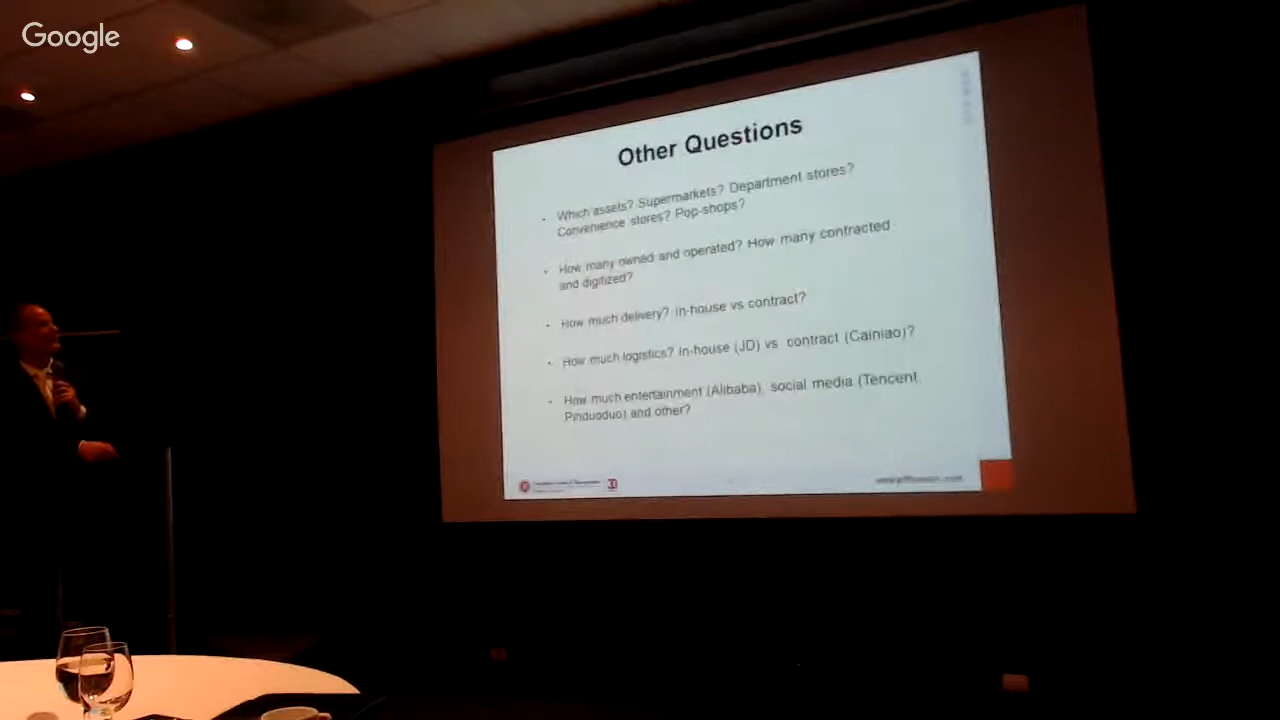 Google
Other Questions
Which assets? Supermarkets? Department stores?
Convenience stores? Pop-shops?
How many owned and operated? How many contracted
and digitized?
How much delivery? In-house vs contract?
How much logistics? In-house (JD) vs contract (Cainiao)?
How much entertainment (Alibaba), social media (Tencent,
Pinduoduo) and other?